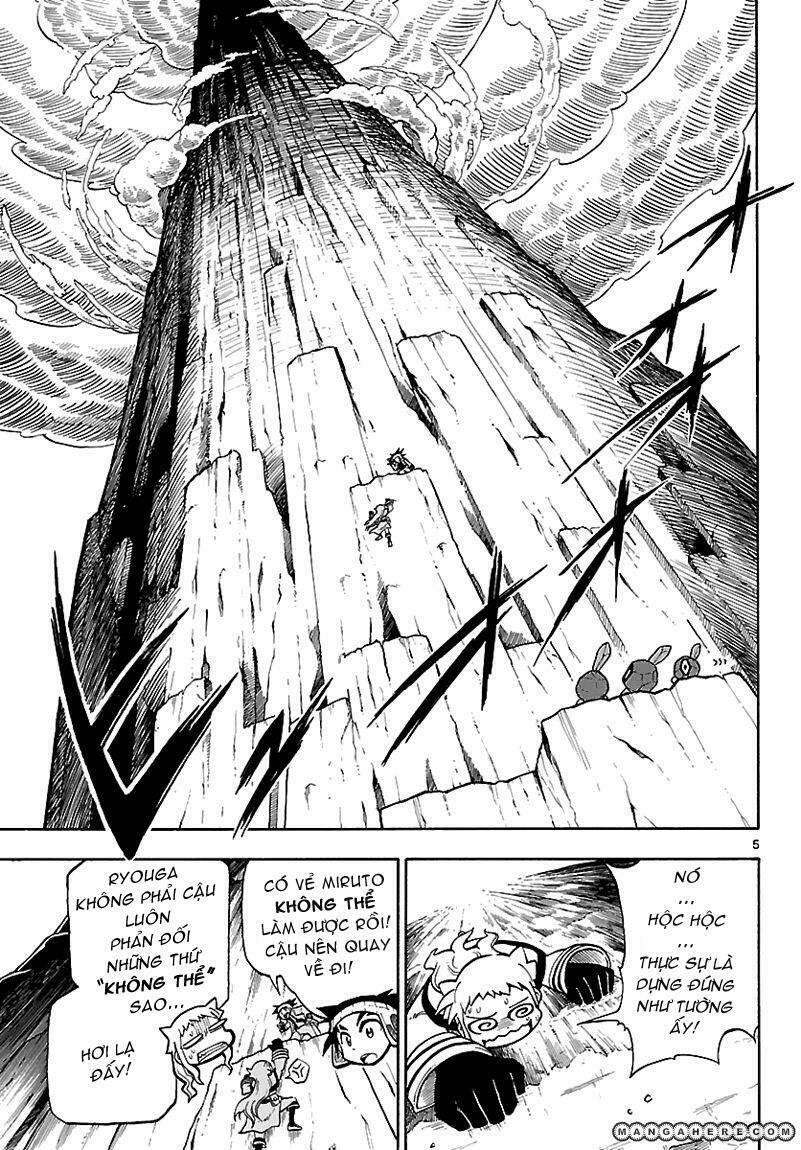 5
NÓ
...
HỘC HỘC
...
THỰC SỰ LÀ
DỰNG ĐỨNG
NHƯ TƯỜNG
ẤY!
CÓ VẺ MIRUTO
KHÔNG THỂ
LÀM ĐƯỢC RỒI!
CẬU NÊN QUAY
VỀ ĐI!
RYOUGA
KHÔNG PHẢI CẬU
LUÔN
PHẢN ĐỐI
NHỮNG THỨ
"KHÔNG THỂ"
SAO...
HƠI LẠ
ĐẤY!
MANGAHERE.COM